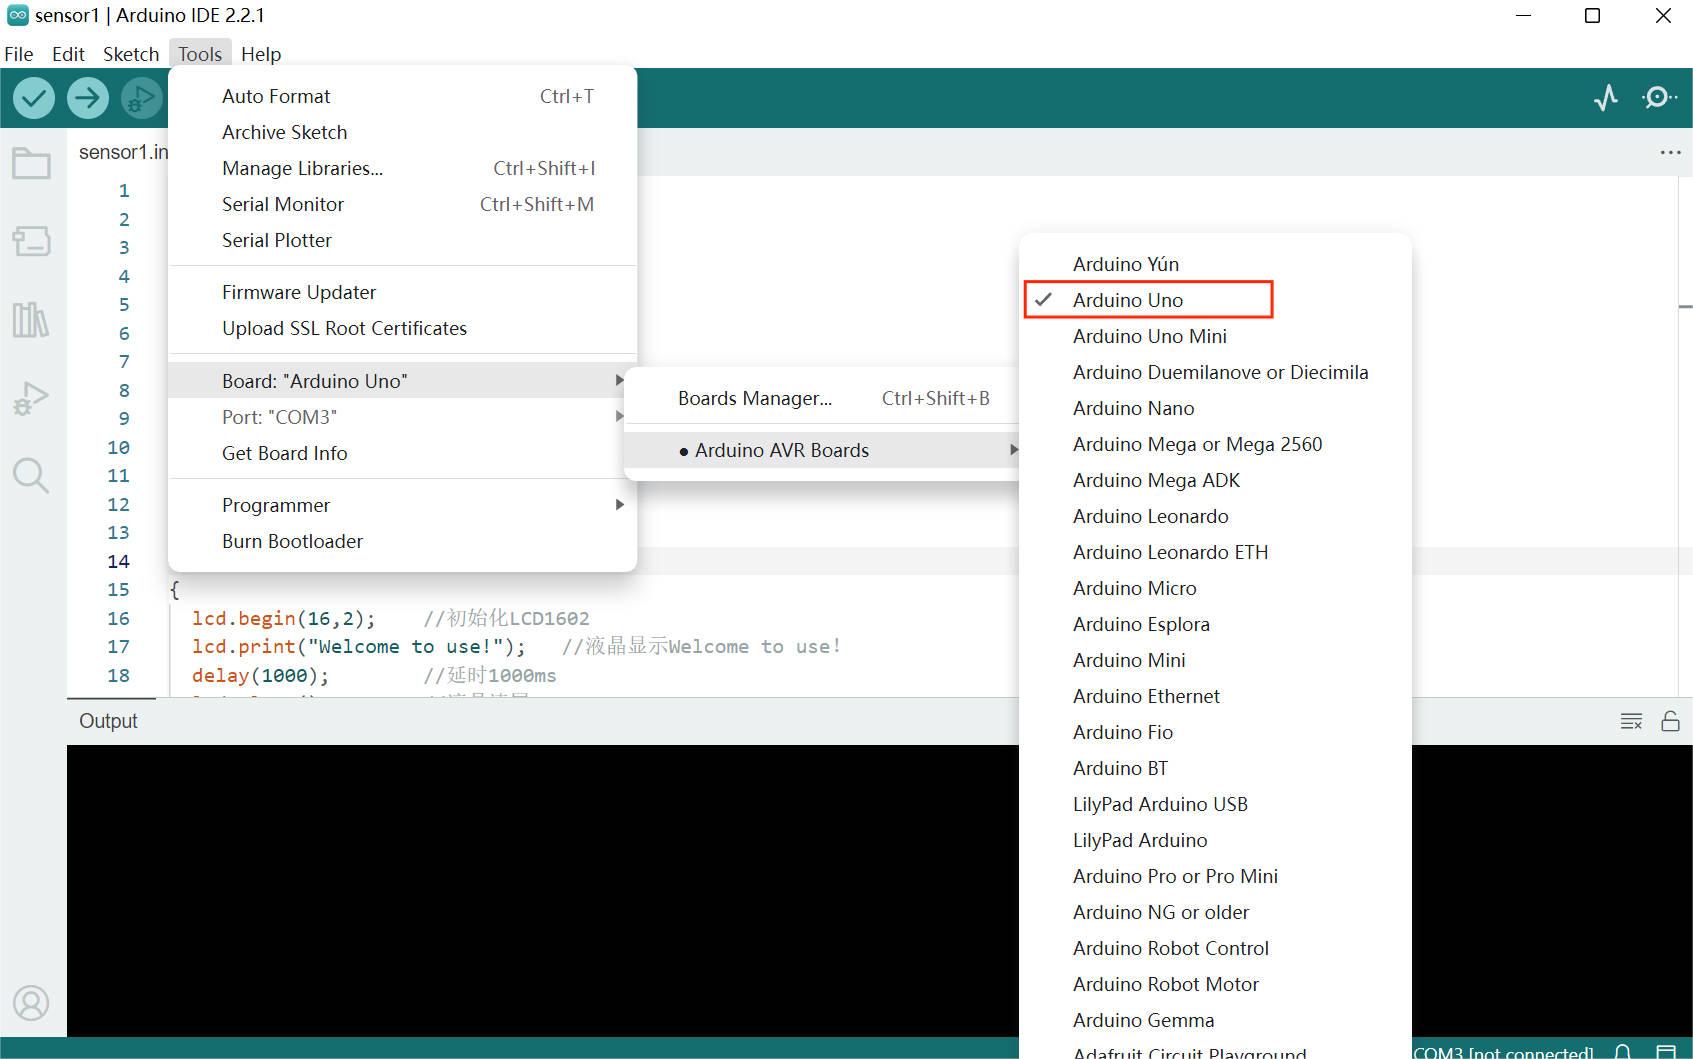 sensor1 | Arduino IDE 2.2.1
File Edit Sketch Tools Help
sensor1.in
Auto Format Ctrl+T
Archive Sketch
Manage Libraries... Ctrl+Shift+I
Serial Monitor Ctrl+Shift+M
Serial Plotter
Firmware Updater
Upload SSL Root Certificates
Board: "Arduino Uno"
Port: "COM3"
Get Board Info
Programmer
Burn Bootloader
Boards Manager... Ctrl+Shift+B
● Arduino AVR Boards
Arduino Yún
✓ Arduino Uno
Arduino Uno Mini
Arduino Duemilanove or Diecimila
Arduino Nano
Arduino Mega or Mega 2560
Arduino Mega ADK
Arduino Leonardo
Arduino Leonardo ETH
Arduino Micro
Arduino Esplora
Arduino Mini
Arduino Ethernet
Arduino Fio
Arduino BT
LilyPad Arduino USB
LilyPad Arduino
Arduino Pro or Pro Mini
Arduino NG or older
Arduino Robot Control
Arduino Robot Motor
Arduino Gemma
Adafruit Circuit Playground
1
2
3
4
5
6
7
8
9
10
11
12
13
14
15 {
16 lcd.begin(16,2); //初始化LCD1602
17 lcd.print("Welcome to use!"); //液晶显示Welcome to use!
18 delay(1000); //延时1000ms
Output
COM3 [not connected]